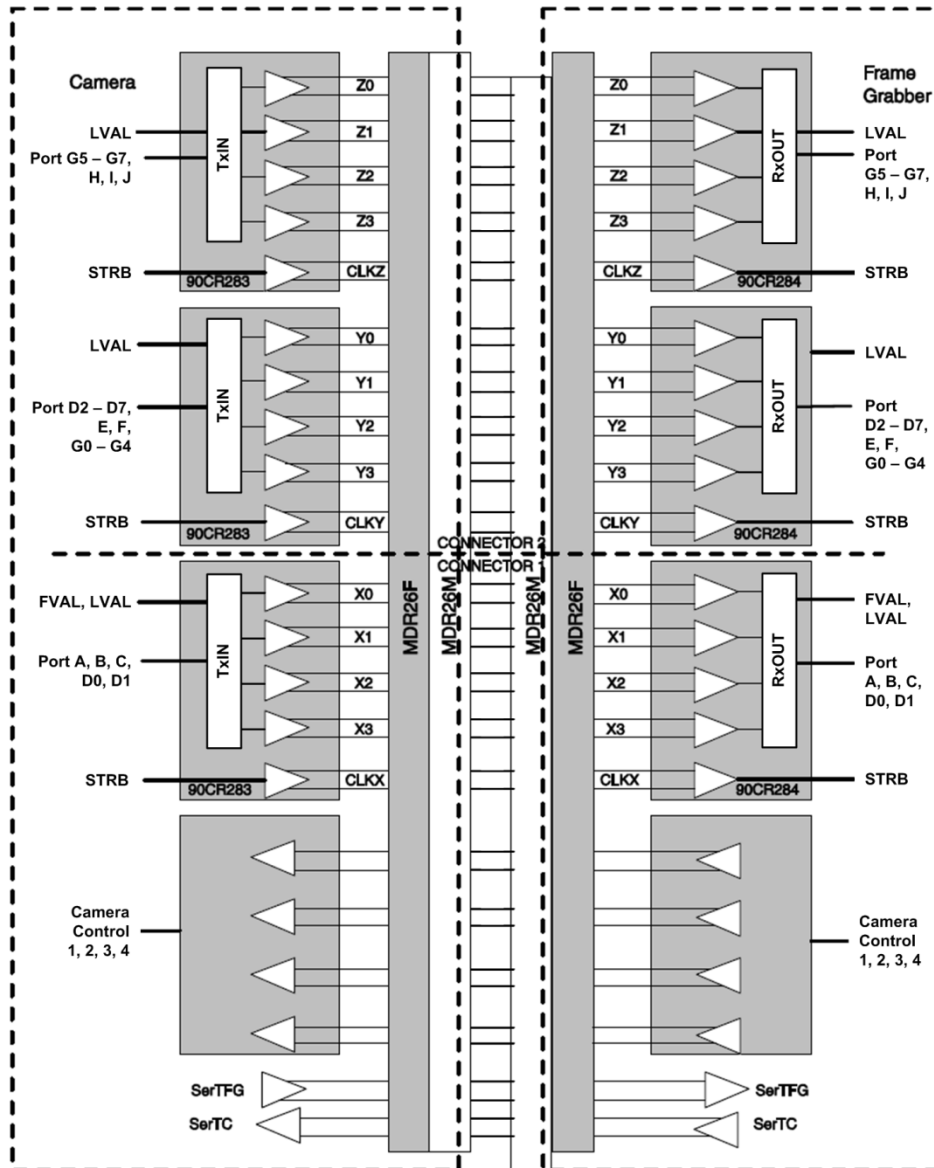 Camera
LVAL
Port G5 – G7,
H, I, J
STRB
TxIN
90CR283
Z0
Z1
Z2
Z3
CLKZ
LVAL
Port D2 – D7,
E, F,
G0 – G4
STRB
TxIN
90CR283
Y0
Y1
Y2
Y3
CLKY
FVAL, LVAL
Port A, B, C,
D0, D1
STRB
TxIN
90CR283
X0
X1
X2
X3
CLKX
Camera
Control
1, 2, 3, 4
SerTFG
SerTC
MDR26F
MDR26M
CONNECTOR 2
CONNECTOR 1
MDR26M
MDR26F
Z0
Z1
Z2
Z3
CLKZ
RxOUT
90CR284
Frame
Grabber
LVAL
Port
G5 – G7,
H, I, J
STRB
Y0
Y1
Y2
Y3
CLKY
RxOUT
90CR284
LVAL
Port
D2 – D7,
E, F,
G0 – G4
STRB
X0
X1
X2
X3
CLKX
RxOUT
90CR284
FVAL,
LVAL
Port
A, B, C,
D0, D1
STRB
Camera
Control
1, 2, 3, 4
SerTFG
SerTC